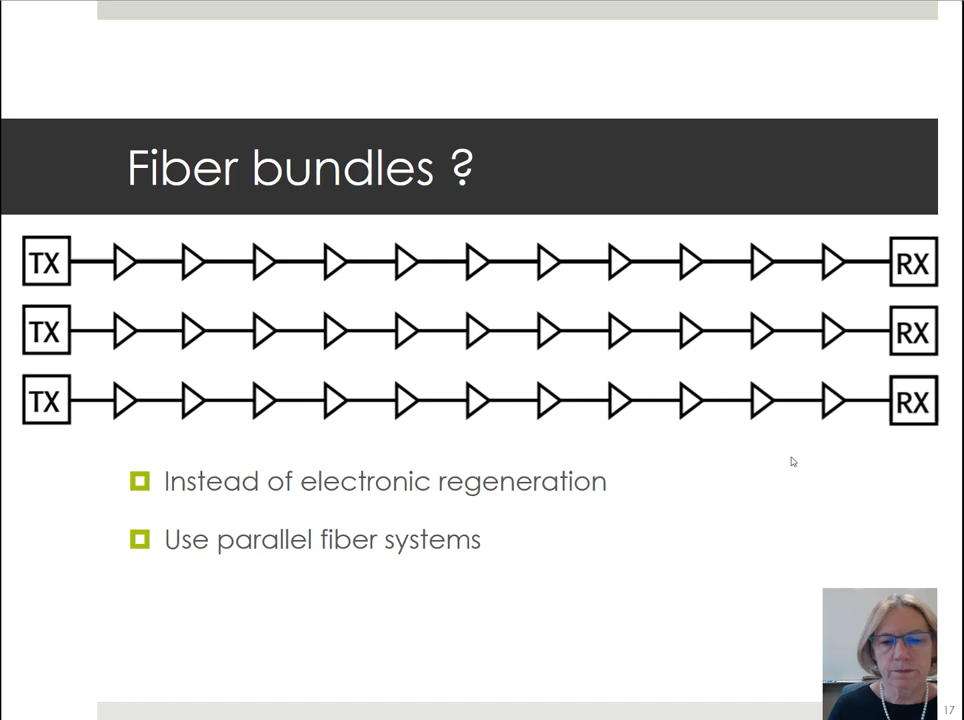 Fiber bundles ?
TX RX
TX RX
TX RX
Instead of electronic regeneration
Use parallel fiber systems
17